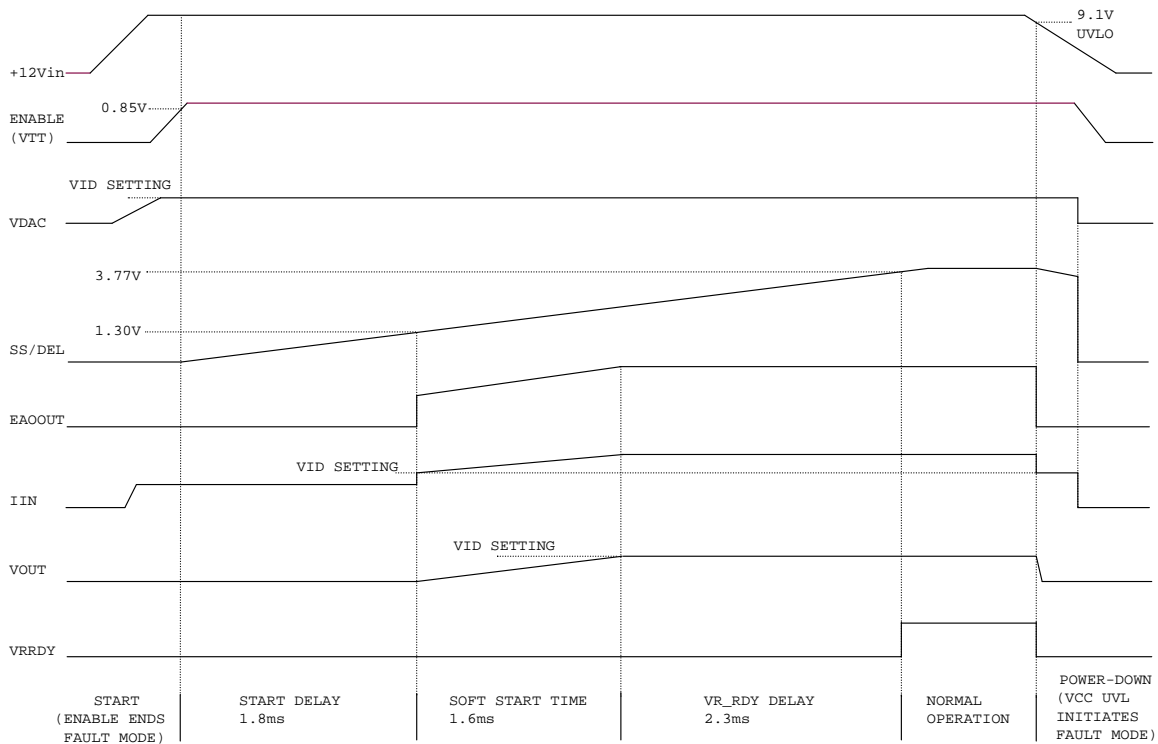 9.1V
UVLO
+12Vin
0.85V
ENABLE
(VTT)
VID SETTING
VDAC
3.77V
1.30V
SS/DEL
EAOOUT
VID SETTING
IIN
VID SETTING
VOUT
VRRDY
START
(ENABLE ENDS
FAULT MODE)
START DELAY
1.8ms
SOFT START TIME
1.6ms
VR_RDY DELAY
2.3ms
NORMAL
OPERATION
POWER-DOWN
(VCC UVL
INITIATES
FAULT MODE)